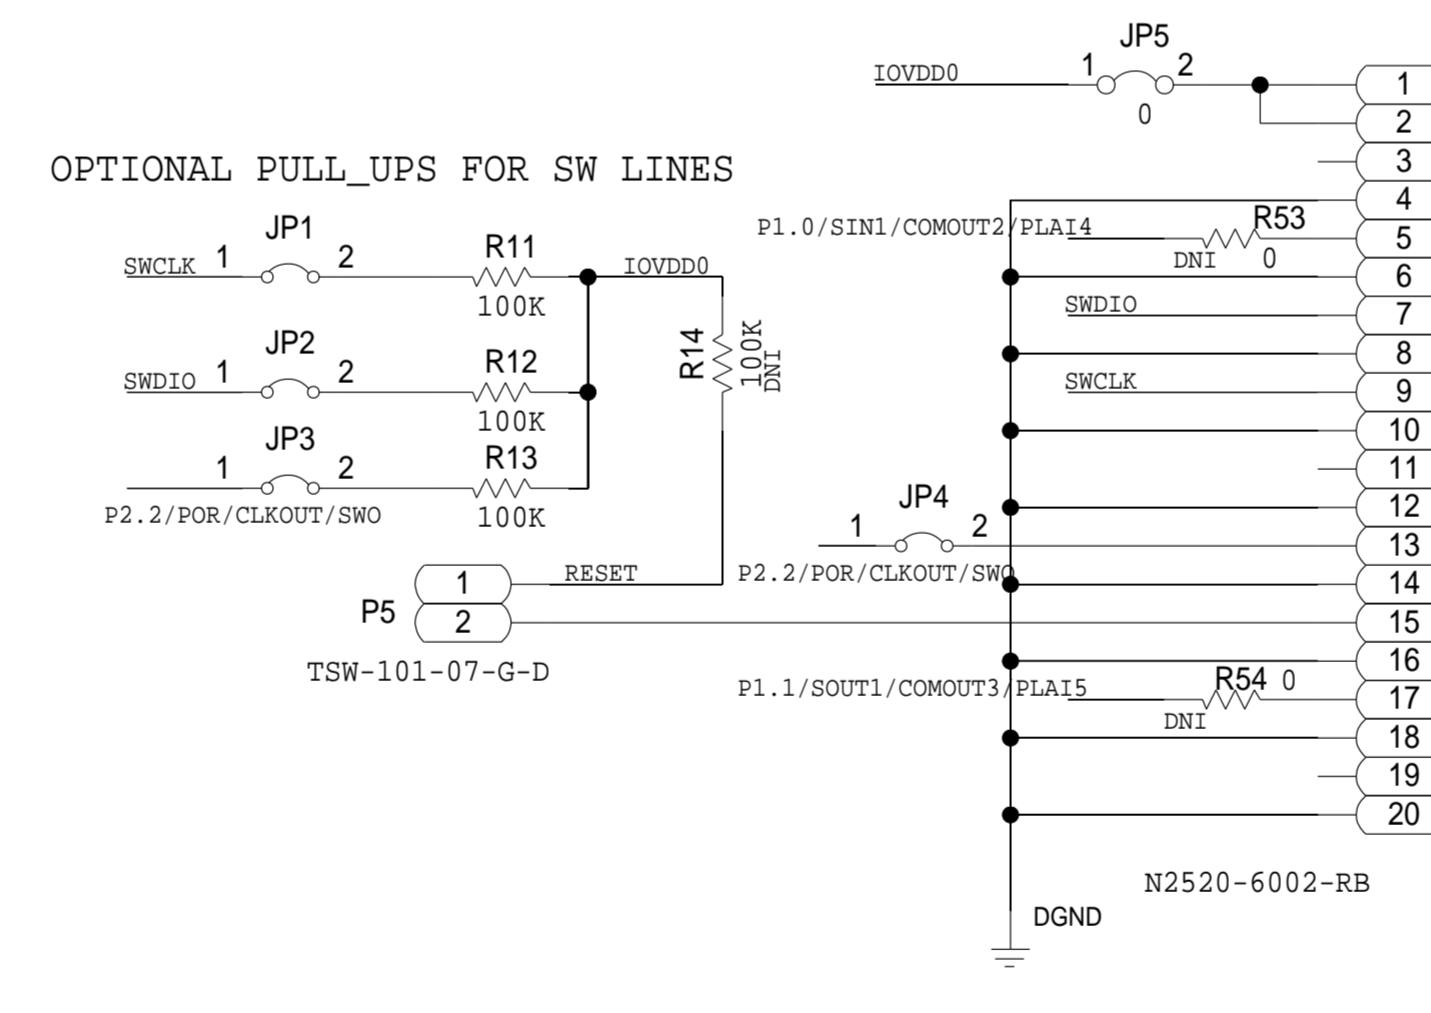 JP5
IOVDD0 1 2
0
1
2
3
4
5
6
7
8
9
10
11
12
13
14
15
16
17
18
19
20
N2520-6002-RB
OPTIONAL PULL_UPS FOR SW LINES
JP1
SWCLK 1 2
R11
100K
IOVDD0
JP2
SWDIO 1 2
R12
100K
JP3
1 2
R13
100K
P2.2/POR/CLKOUT/SWO
R14
100K
DNI
RESET
P5
1
2
TSW-101-07-G-D
P1.0/SIN1/COMOUT2/PLAI4
R53
DNI 0
SWDIO
SWCLK
JP4
1 2
P2.2/POR/CLKOUT/SWO
P1.1/SOUT1/COMOUT3/PLAI5
R54 0
DNI
DGND